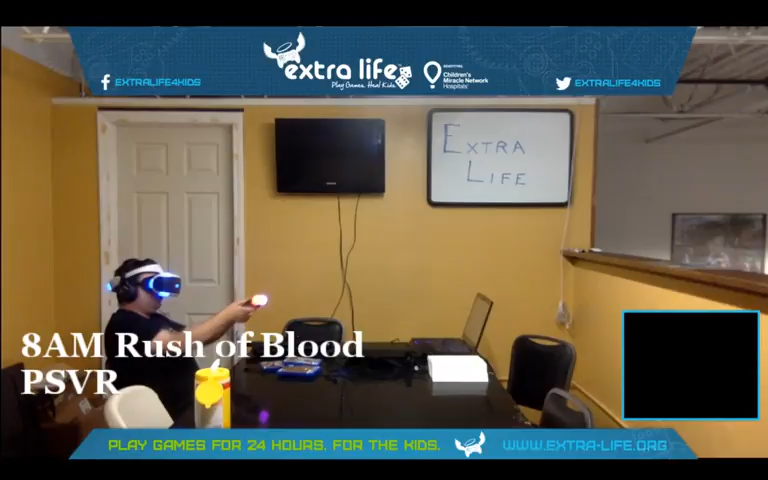 extra life
Play Games. Heal Kids.
BENEFITTING
Children's
Miracle Network
Hospitals
EXTRALIFE4KIDS
EXTRALIFE4KIDS
EXTRA
LIFE
8AM Rush of Blood
PSVR
PLAY GAMES FOR 24 HOURS. FOR THE KIDS.
WWW.EXTRA-LIFE.ORG